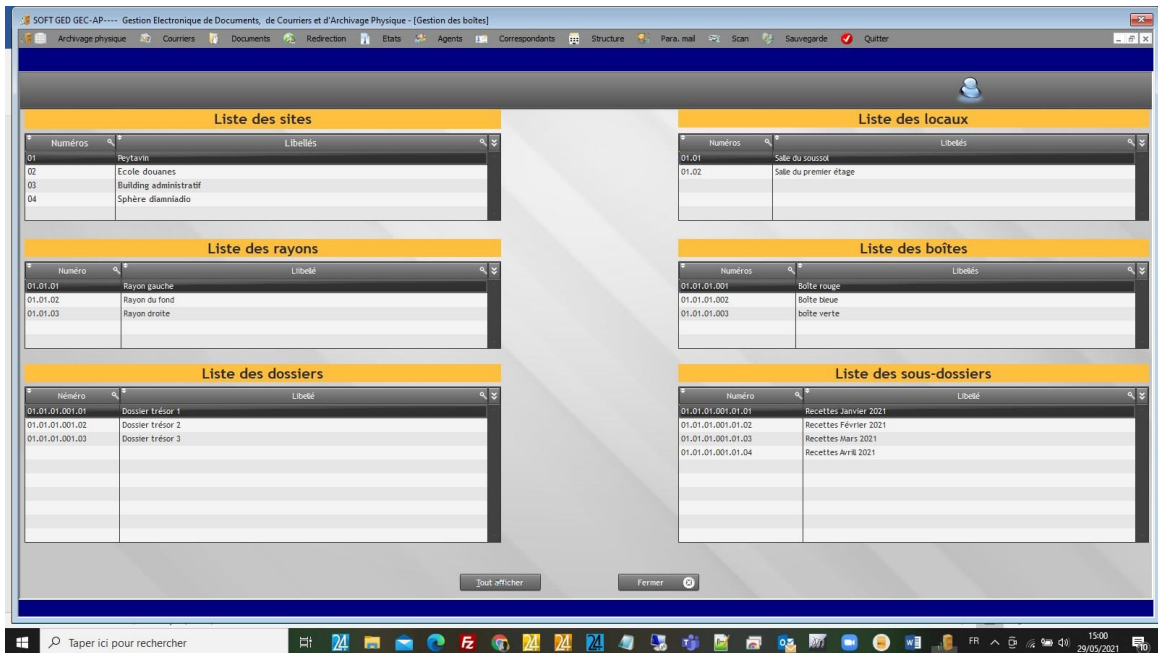 SOFT GED GEC-AP---- Gestion Electronique de Documents, de Courriers et d'Archivage Physique - [Gestion des boîtes]
Archivage physique Courriers Documents Redirection Etats Agents Correspondants Structure Para. mail Scan Sauvegarde Quitter
Liste des sites
Numéros Libellés
01 Peytavin
02 Ecole douanes
03 Building administratif
04 Sphère diamniadio
Liste des locaux
Numéros Libellés
01.01 Salle du soussol
01.02 Salle du premier étage
Liste des rayons
Numéro Libellé
01.01.01 Rayon gauche
01.01.02 Rayon du fond
01.01.03 Rayon droite
Liste des boîtes
Numéros Libellés
01.01.01.001 Boîte rouge
01.01.01.002 Boîte bleue
01.01.01.003 boîte verte
Liste des dossiers
Néméro Libellé
01.01.01.001.01 Dossier trésor 1
01.01.01.001.02 Dossier trésor 2
01.01.01.001.03 Dossier trésor 3
Liste des sous-dossiers
Numéro Libellé
01.01.01.001.01.01 Recettes Janvier 2021
01.01.01.001.01.02 Recettes Février 2021
01.01.01.001.01.03 Recettes Mars 2021
01.01.01.001.01.04 Recettes Avril 2021
Tout afficher Fermer
Taper ici pour rechercher 24 Fz 24 24 24 W FR 15:00
29/05/2021